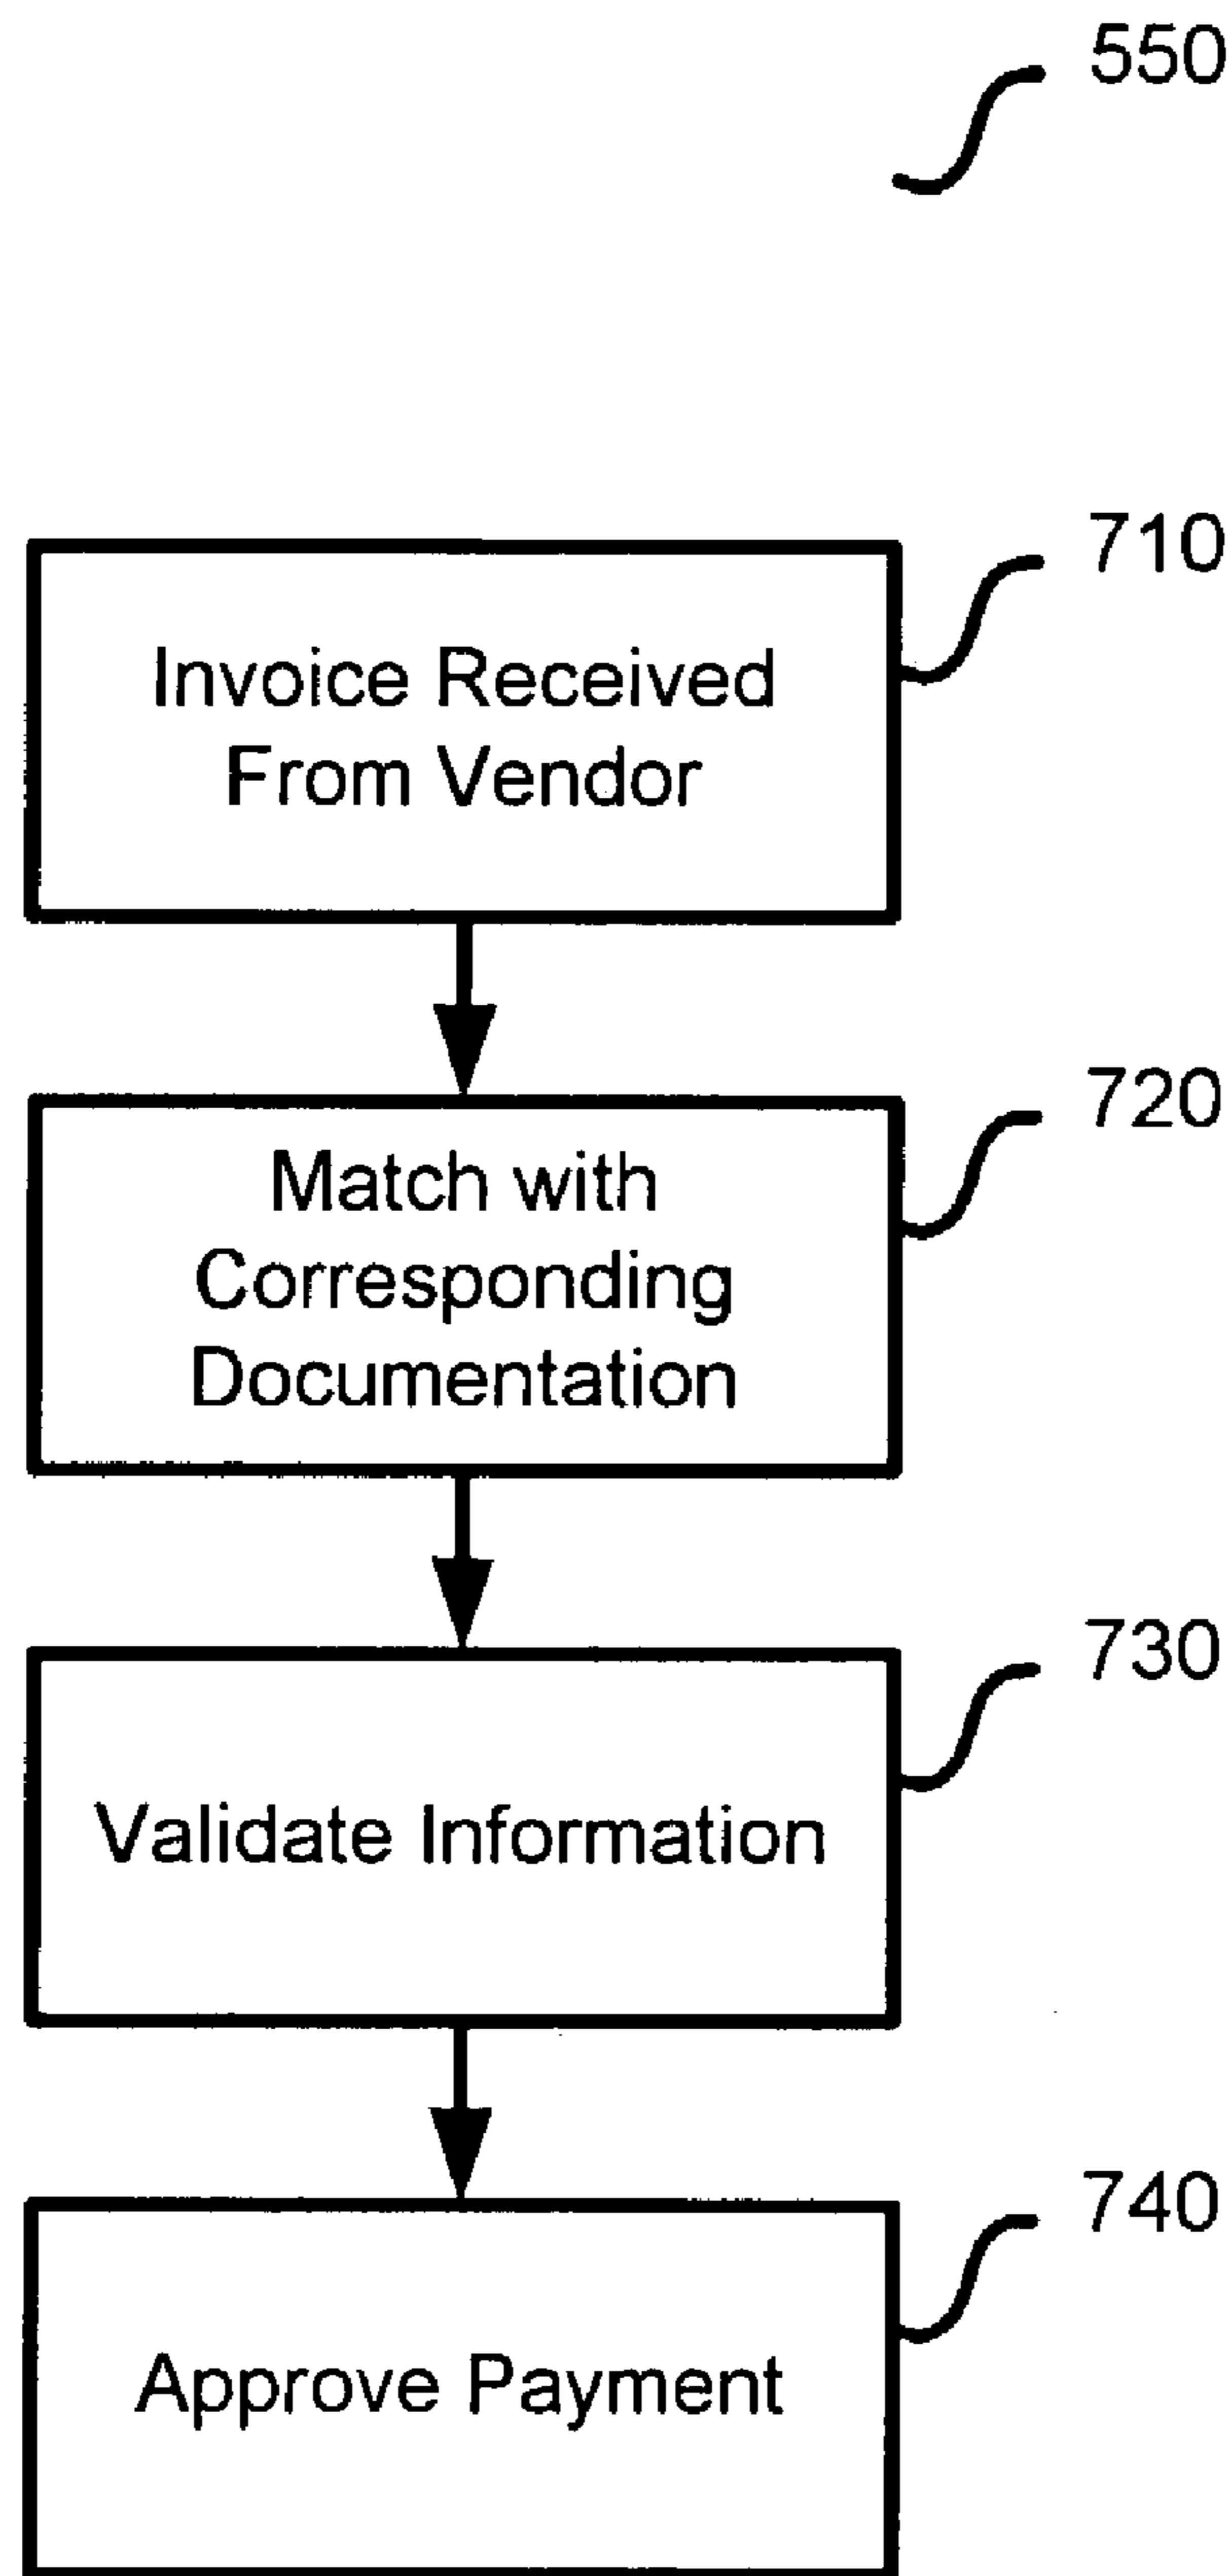 550
710
Invoice Received
From Vendor
720
Match with
Corresponding
Documentation
730
Validate Information
740
Approve Payment